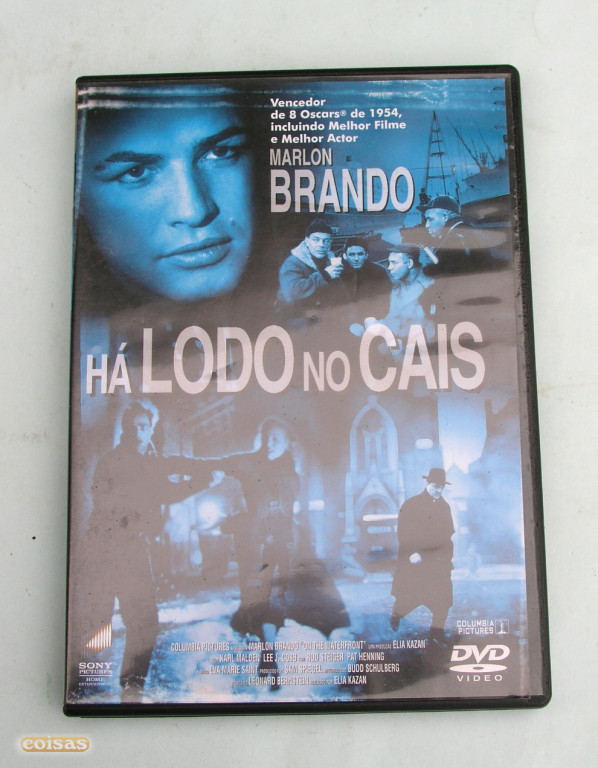 Vencedor
de 8 Oscars® de 1954,
incluindo Melhor Filme
e Melhor Actor
MARLON
BRANDO
HÁ LODO NO CAIS
COLUMBIA PICTURES MARLON BRANDO "ON THE WATERFRONT" ELIA KAZAN
KARL MALDEN LEE J. COBB ROD STEIGER PAT HENNING
EVA MARIE SAINT SAM SPIEGEL BUDD SCHULBERG
LEONARD BERNSTEIN ELIA KAZAN
SONY
PICTURES
HOME
ENTERTAINMENT
COLUMBIA
PICTURES
DVD
VIDEO
coisas